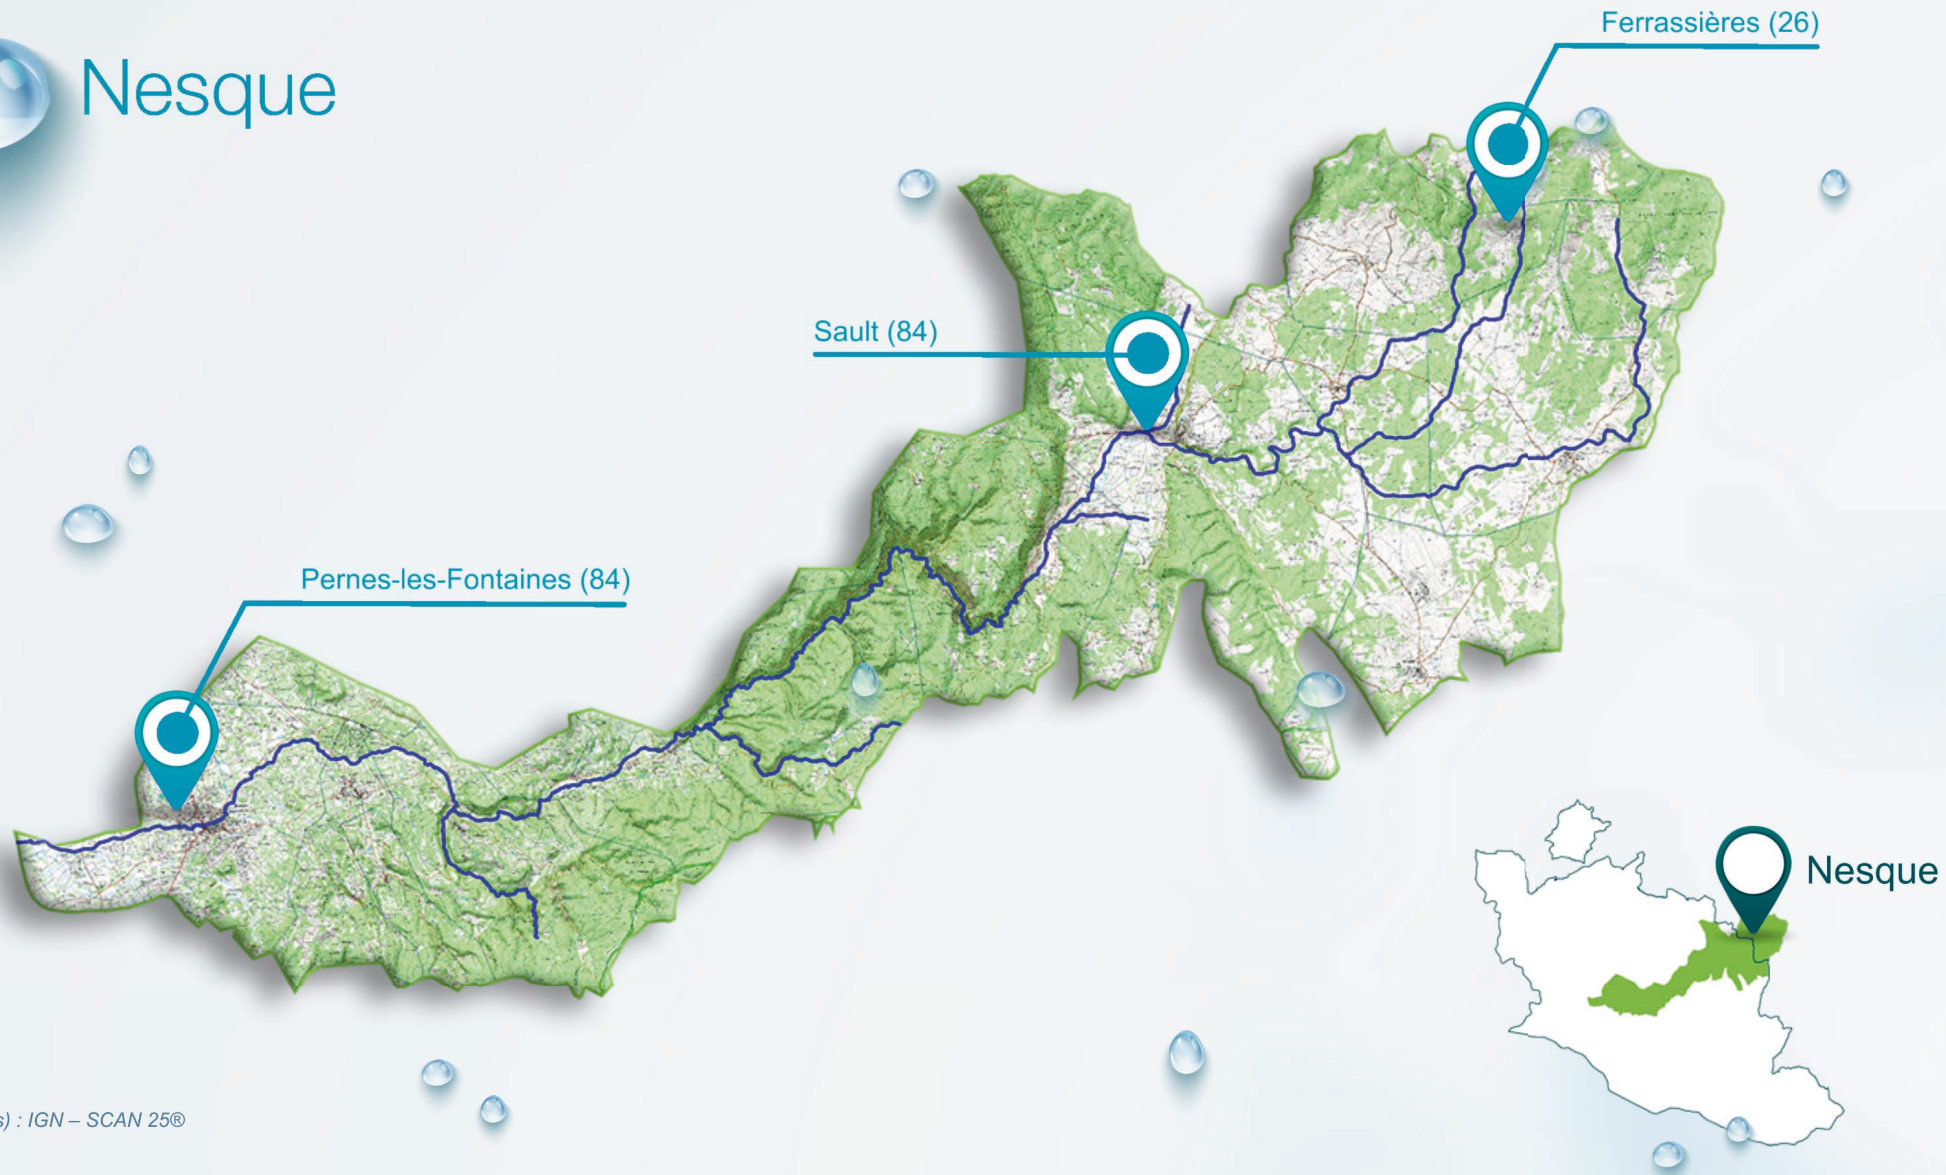 Nesque
Ferrassières (26)
Sault (84)
Pernes-les-Fontaines (84)
Nesque
s) : IGN – SCAN 25®